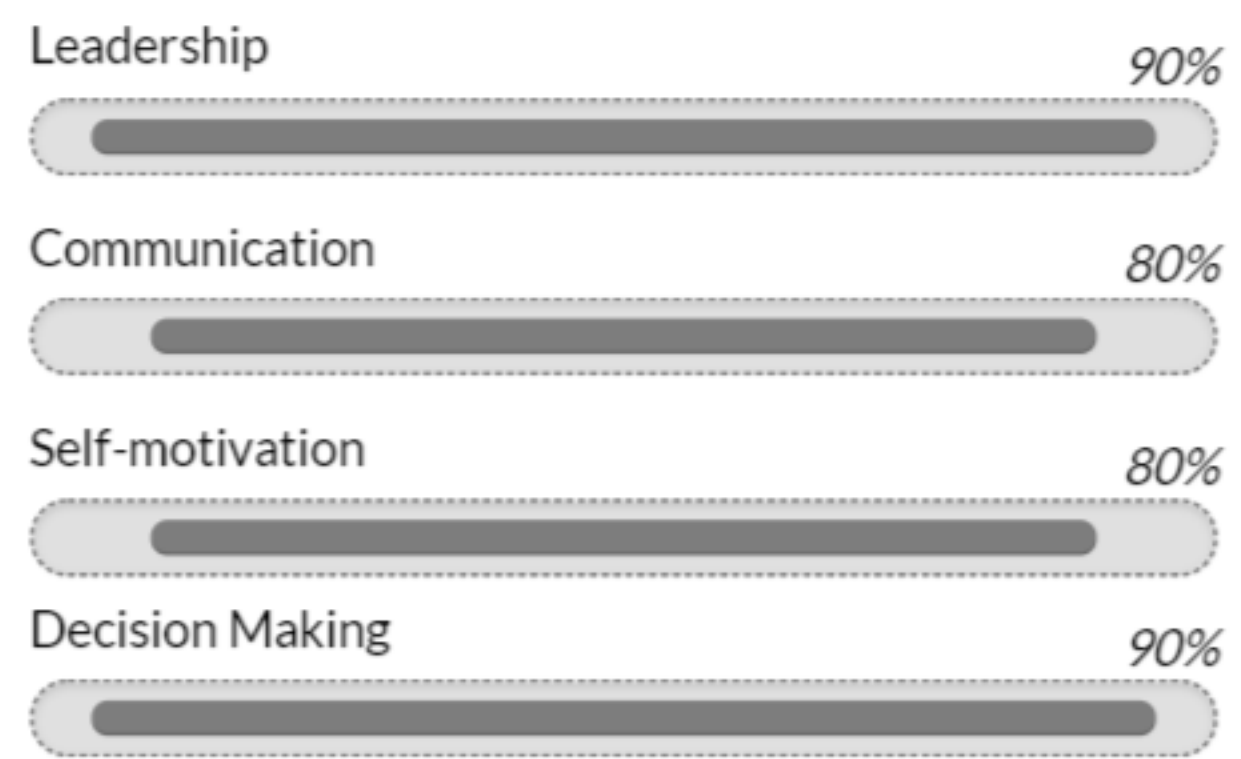 Leadership
90%
Communication
80%
Self-motivation
80%
Decision Making
90%